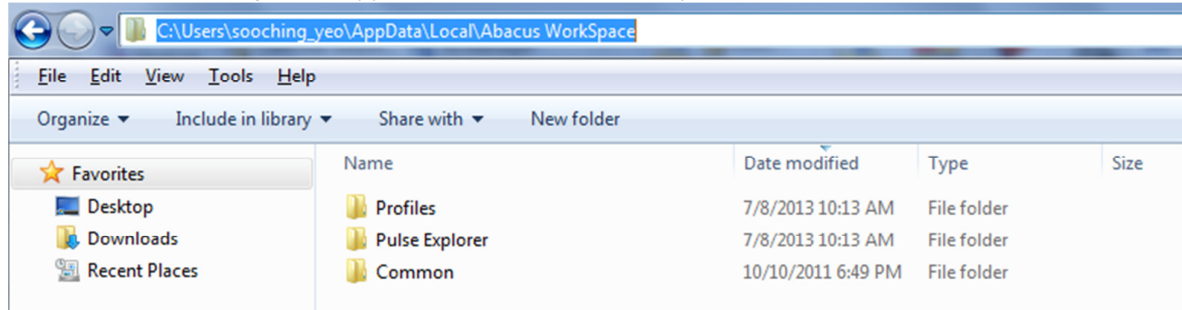 C:\Users\sooching_yeo\AppData\Local\Abacus WorkSpace
File Edit View Tools Help
Organize Include in library Share with New folder
Favorites
Desktop
Downloads
Recent Places
Name Date modified Type Size
Profiles 7/8/2013 10:13 AM File folder
Pulse Explorer 7/8/2013 10:13 AM File folder
Common 10/10/2011 6:49 PM File folder